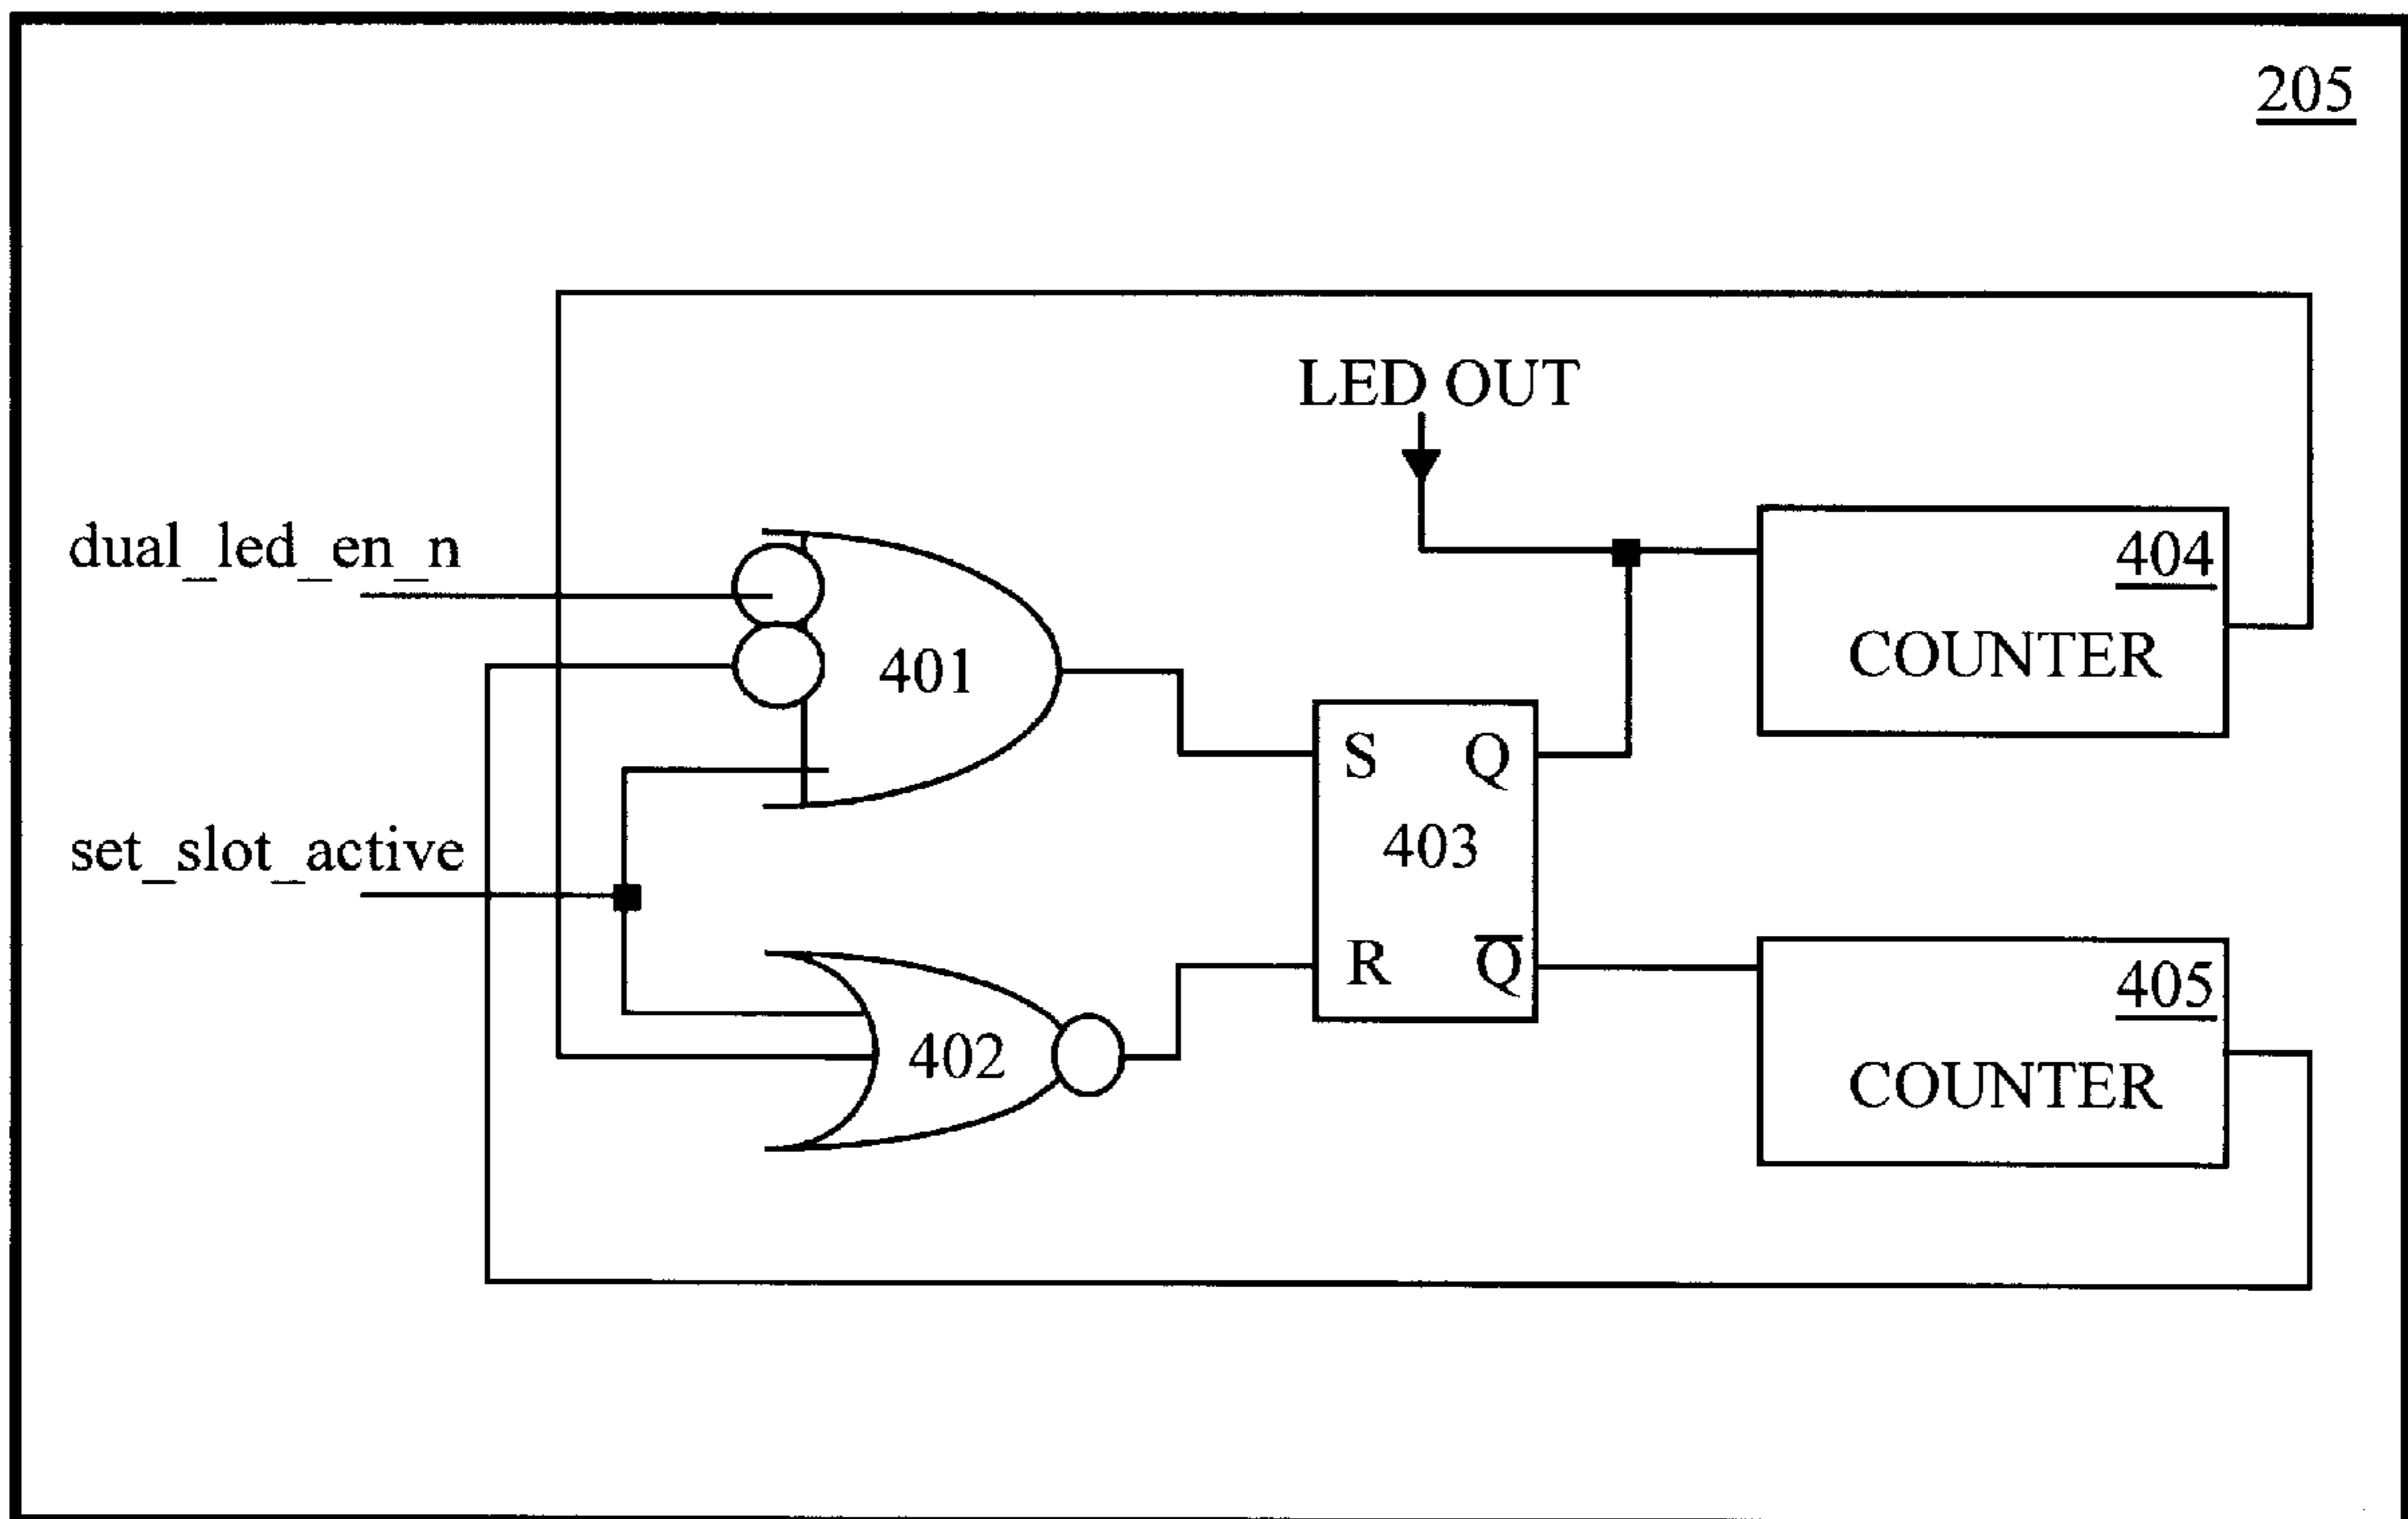 205
LED OUT
dual_led_en_n
404
COUNTER
401
S Q
set_slot_active
403
R Q̅
405
402
COUNTER